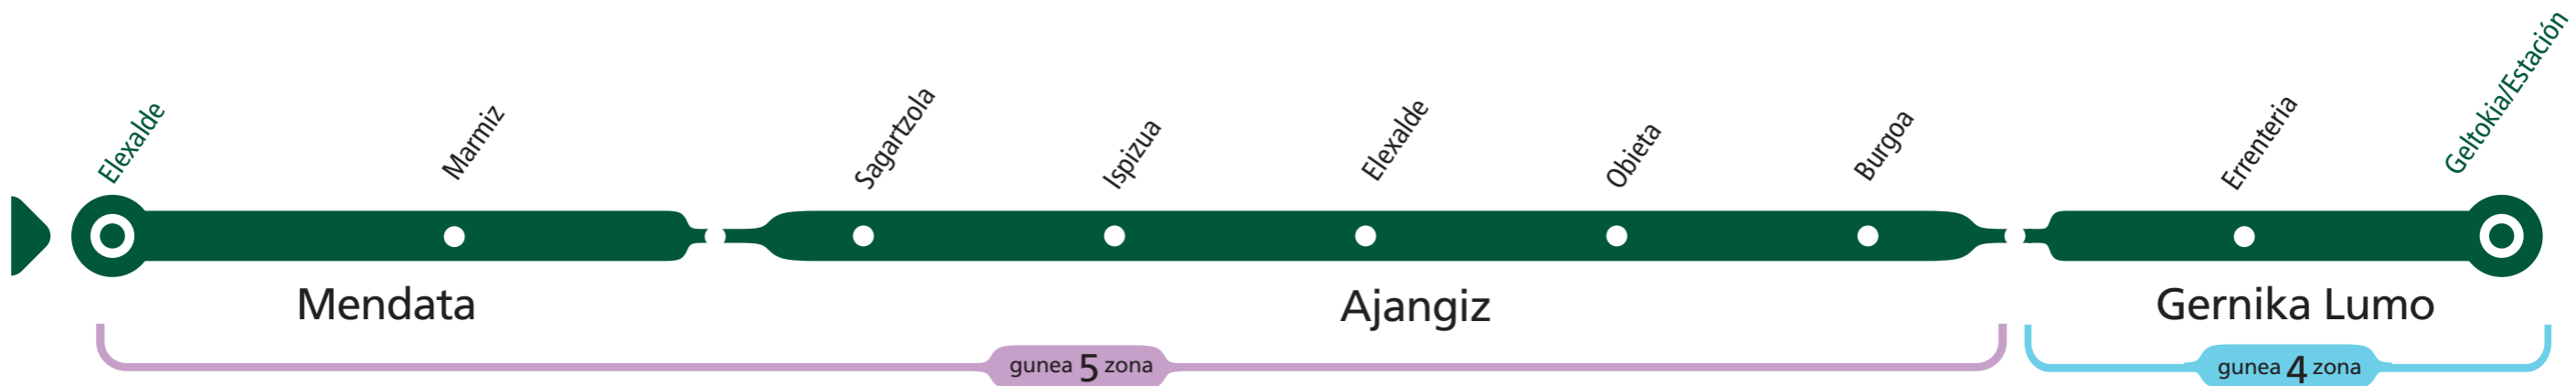 Elexalde
Marmiz
Sagartzola
Ispizua
Elexalde
Obieta
Burgoa
Errenteria
Geltokia/Estación
Mendata
Ajangiz
Gernika Lumo
gunea 5 zona
gunea 4 zona